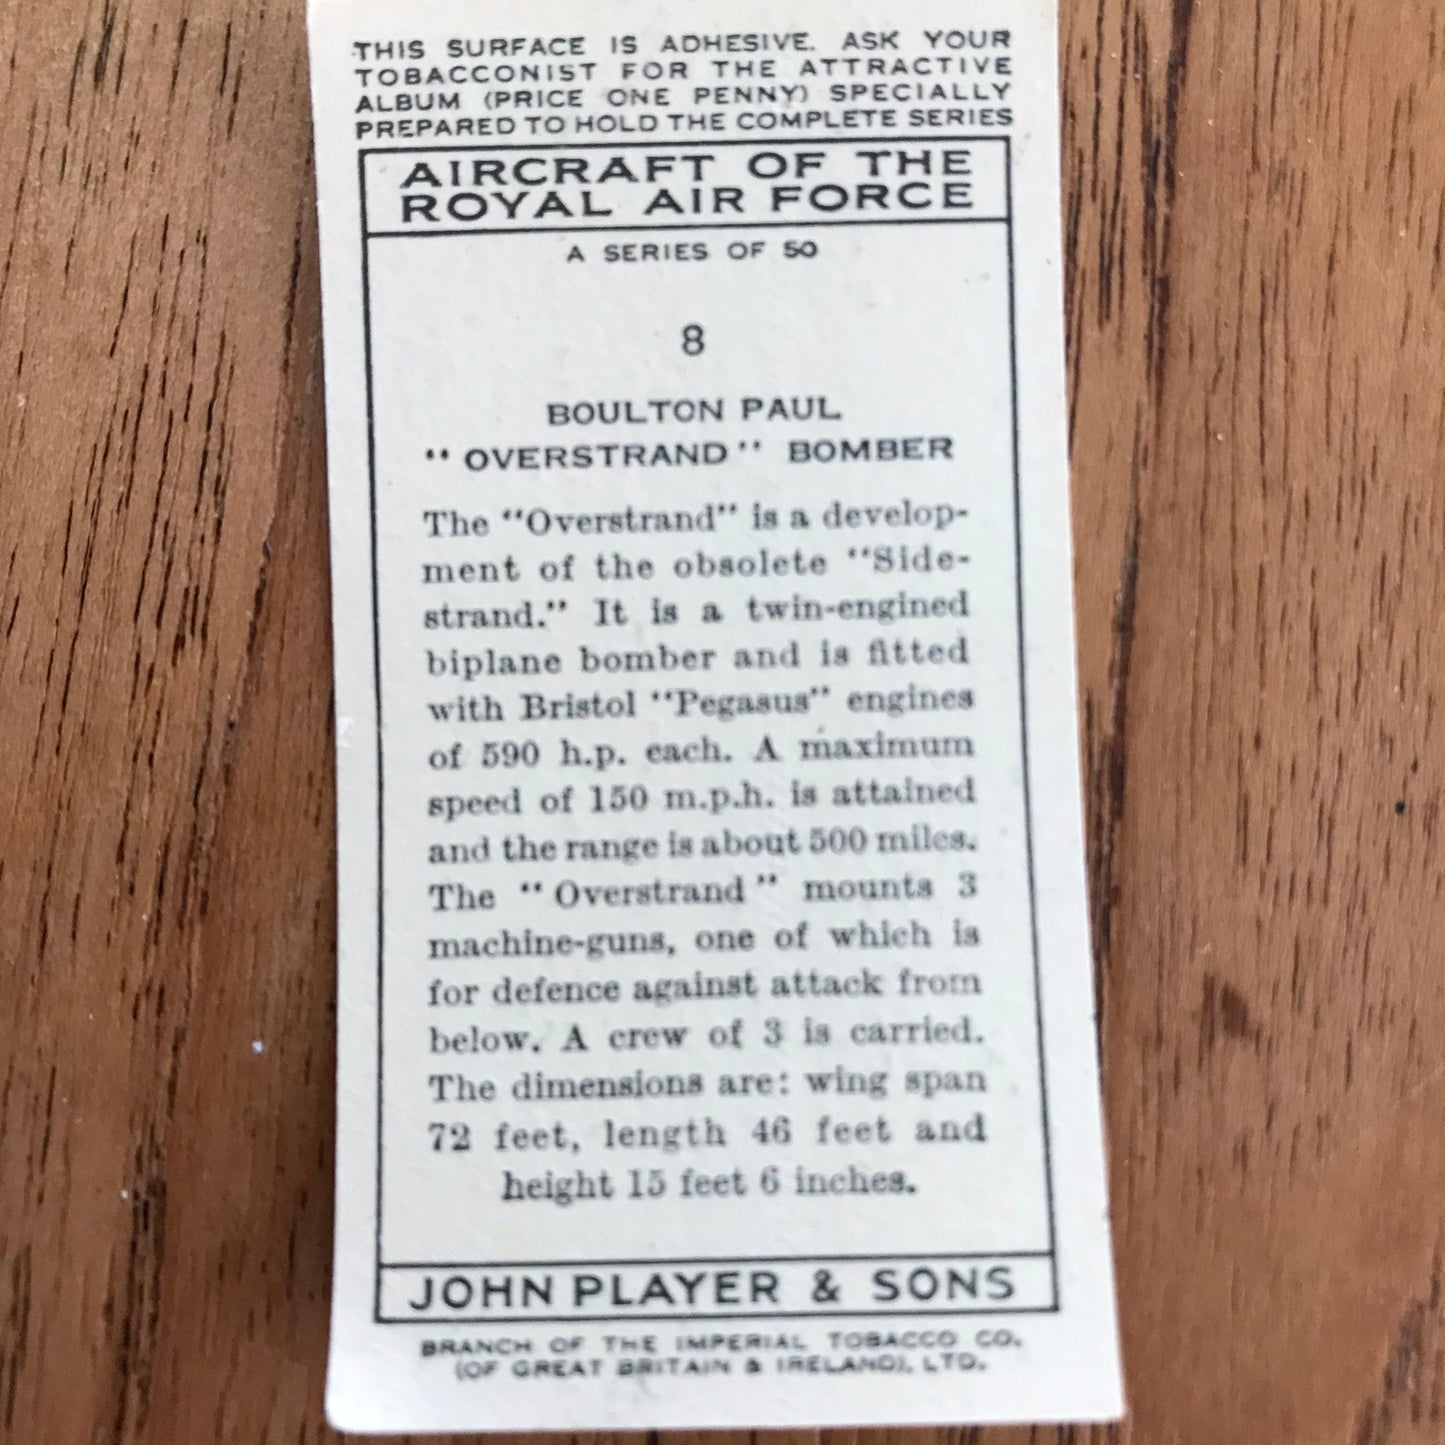 THIS SURFACE IS ADHESIVE. ASK YOUR
TOBACCONIST FOR THE ATTRACTIVE
ALBUM (PRICE ONE PENNY) SPECIALLY
PREPARED TO HOLD THE COMPLETE SERIES
AIRCRAFT OF THE
ROYAL AIR FORCE
A SERIES OF 50
8
BOULTON PAUL
"OVERSTRAND" BOMBER
The "Overstrand" is a develop-
ment of the obsolete "Side-
strand." It is a twin-engined
biplane bomber and is fitted
with Bristol "Pegasus" engines
of 590 h.p. each. A maximum
speed of 150 m.p.h. is attained
and the range is about 500 miles.
The "Overstrand" mounts 3
machine-guns, one of which is
for defence against attack from
below. A crew of 3 is carried.
The dimensions are: wing span
72 feet, length 46 feet and
height 15 feet 6 inches.
JOHN PLAYER & SONS
BRANCH OF THE IMPERIAL TOBACCO CO.
(OF GREAT BRITAIN & IRELAND), LTD.